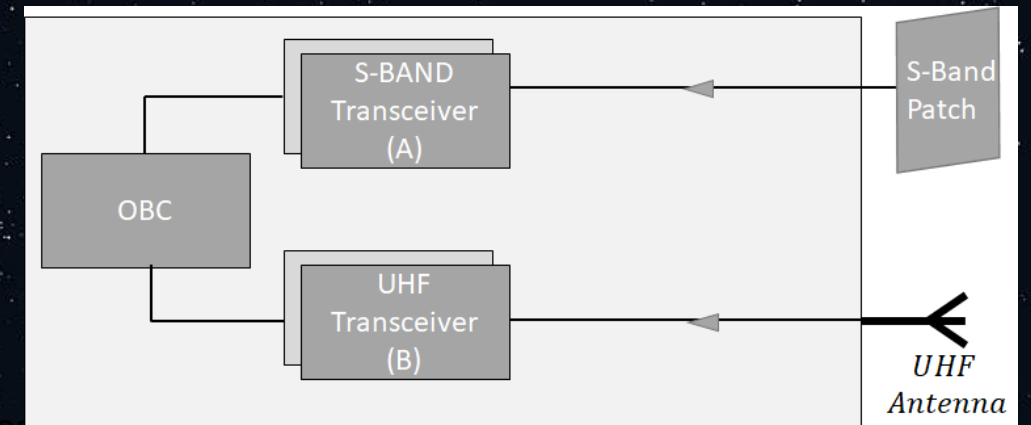 S-BAND
Transceiver
(A)
S-Band
Patch
OBC
UHF
Transceiver
(B)
UHF
Antenna